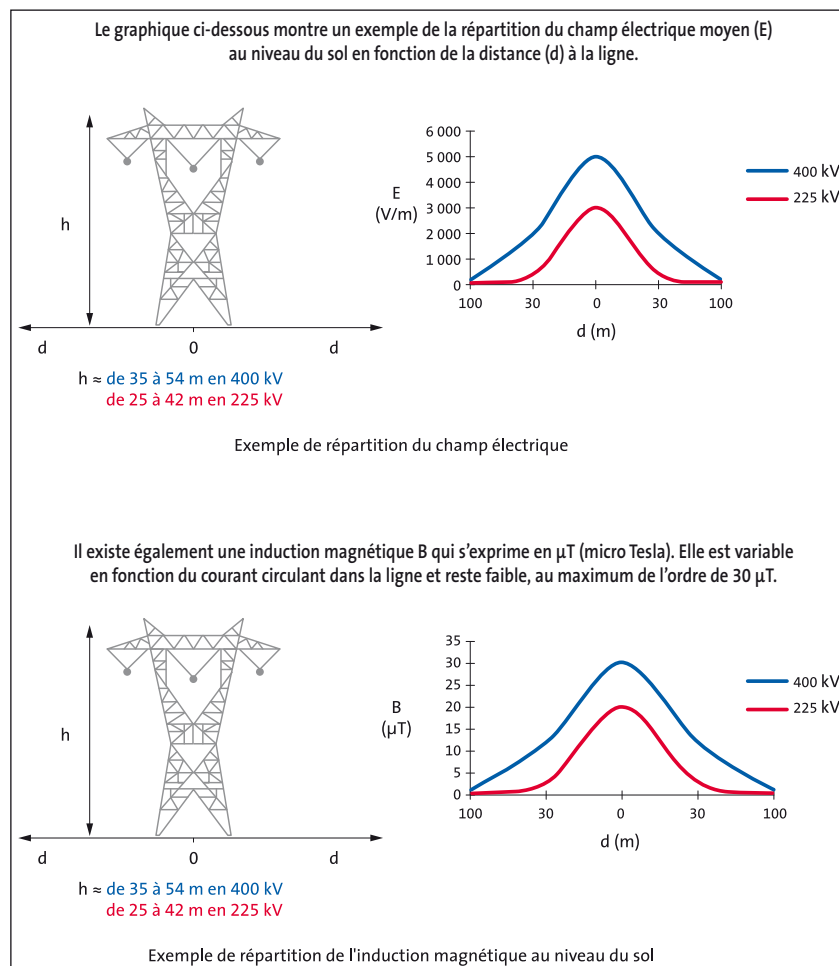 Le graphique ci-dessous montre un exemple de la répartition du champ électrique moyen (E)
au niveau du sol en fonction de la distance (d) à la ligne.
h
d 0 d
h ≈ de 35 à 54 m en 400 kV
de 25 à 42 m en 225 kV
E
(V/m)
6 000
5 000
4 000
3 000
2 000
1 000
0
100 30 0 30 100
d (m)
400 kV
225 kV
Exemple de répartition du champ électrique
Il existe également une induction magnétique B qui s’exprime en µT (micro Tesla). Elle est variable
en fonction du courant circulant dans la ligne et reste faible, au maximum de l’ordre de 30 µT.
h
d 0 d
h ≈ de 35 à 54 m en 400 kV
de 25 à 42 m en 225 kV
B
(µT)
35
30
25
20
15
10
5
0
100 30 0 30 100
d (m)
400 kV
225 kV
Exemple de répartition de l'induction magnétique au niveau du sol